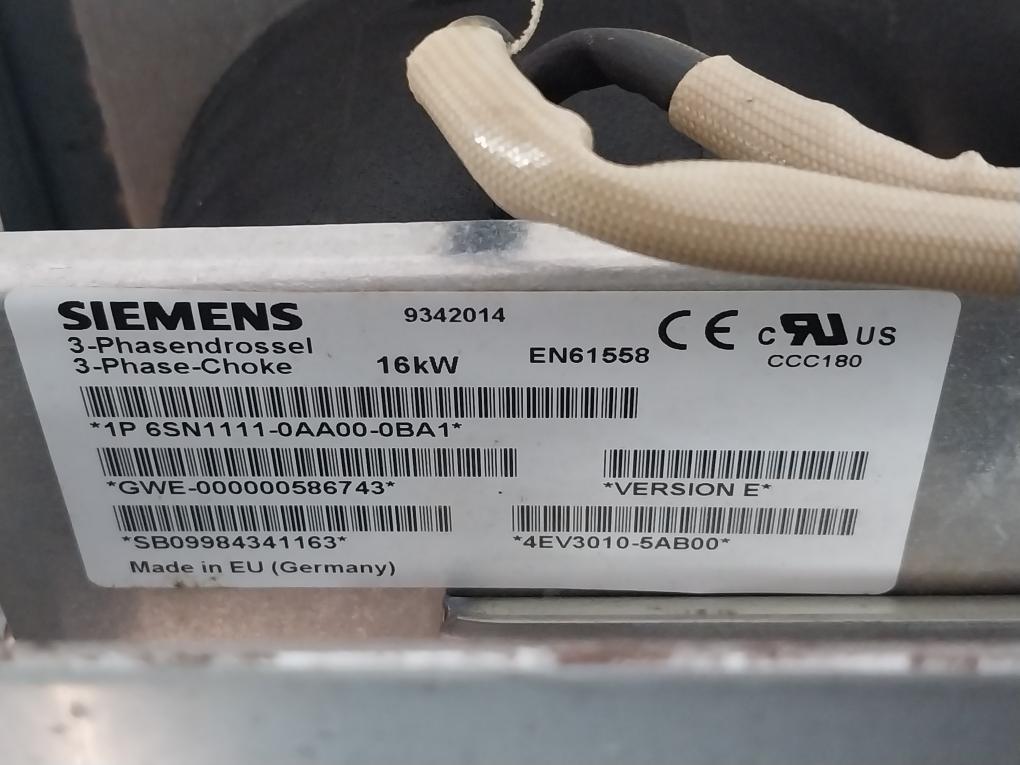 SIEMENS 9342014
3-Phasendrossel
3-Phase-Choke 16kW EN61558 CE c RU US
CCC180
*1P 6SN1111-0AA00-0BA1*
*GWE-000000586743* *VERSION E*
*SB09984341163* *4EV3010-5AB00*
Made in EU (Germany)